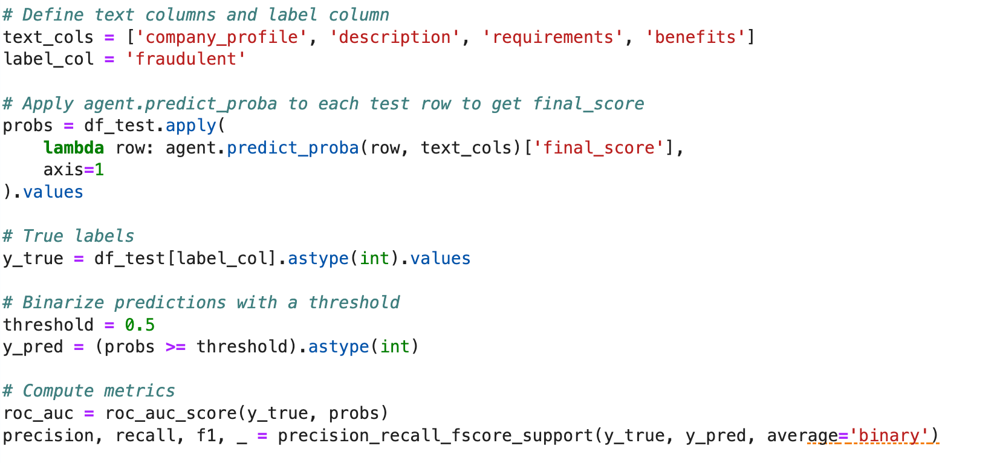 # Define text columns and label column
text_cols = ['company_profile', 'description', 'requirements', 'benefits']
label_col = 'fraudulent'
# Apply agent.predict_proba to each test row to get final_score
probs = df_test.apply(
    lambda row: agent.predict_proba(row, text_cols)['final_score'],
    axis=1
).values
# True labels
y_true = df_test[label_col].astype(int).values
# Binarize predictions with a threshold
threshold = 0.5
y_pred = (probs >= threshold).astype(int)
# Compute metrics
roc_auc = roc_auc_score(y_true, probs)
precision, recall, f1, _ = precision_recall_fscore_support(y_true, y_pred, average='binary')